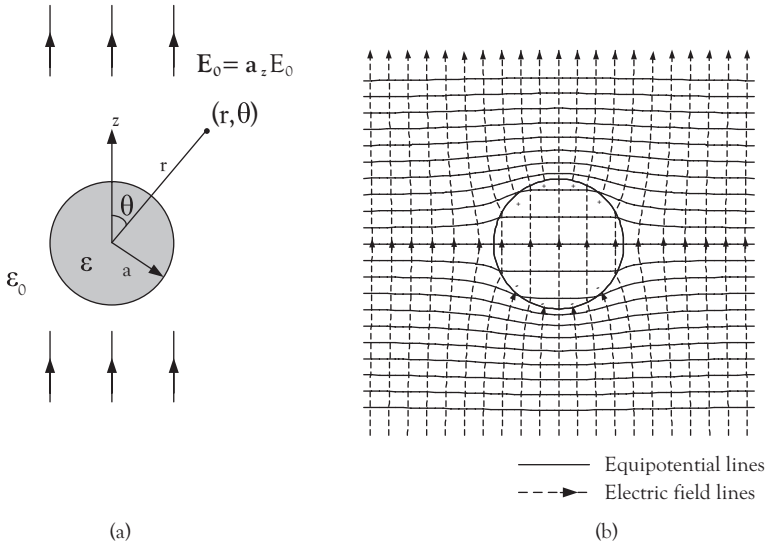 E₀ = a_z E₀
z
(r,θ)
r
θ
ε
a
ε₀
Equipotential lines
Electric field lines
(a)
(b)